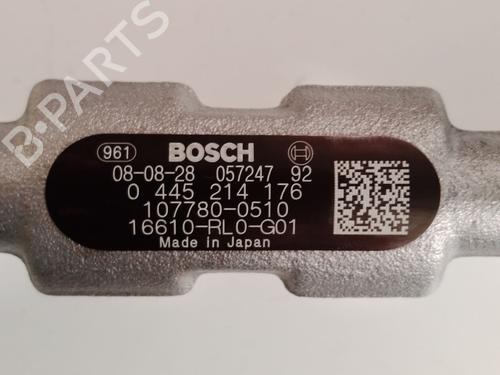 B-PARTS
961 BOSCH
08-08-28 057247 92
0 445 214 176
107780-0510
16610-RL0-G01
Made in Japan